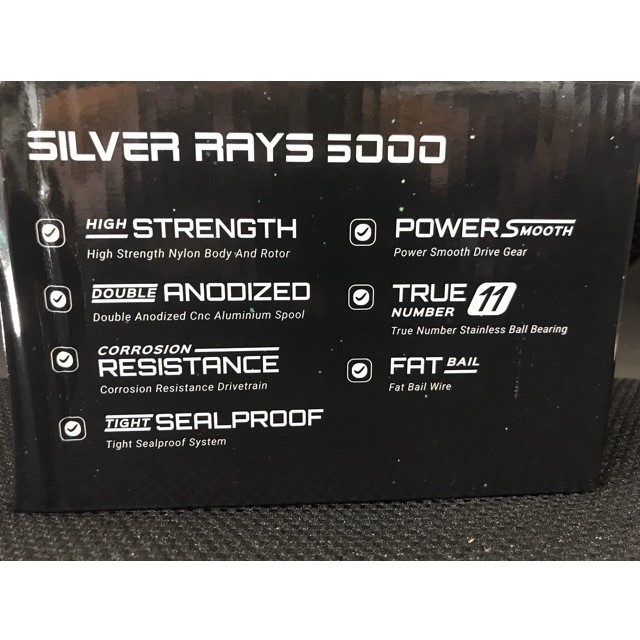 SILVER RAYS 5000
HIGH STRENGTH
High Strength Nylon Body And Rotor
DOUBLE ANODIZED
Double Anodized Cnc Aluminium Spool
CORROSION
RESISTANCE
Corrosion Resistance Drivetrain
TIGHT SEALPROOF
Tight Sealproof System
POWER SMOOTH
Power Smooth Drive Gear
TRUE
NUMBER 11
True Number Stainless Ball Bearing
FAT BAIL
Fat Bail Wire